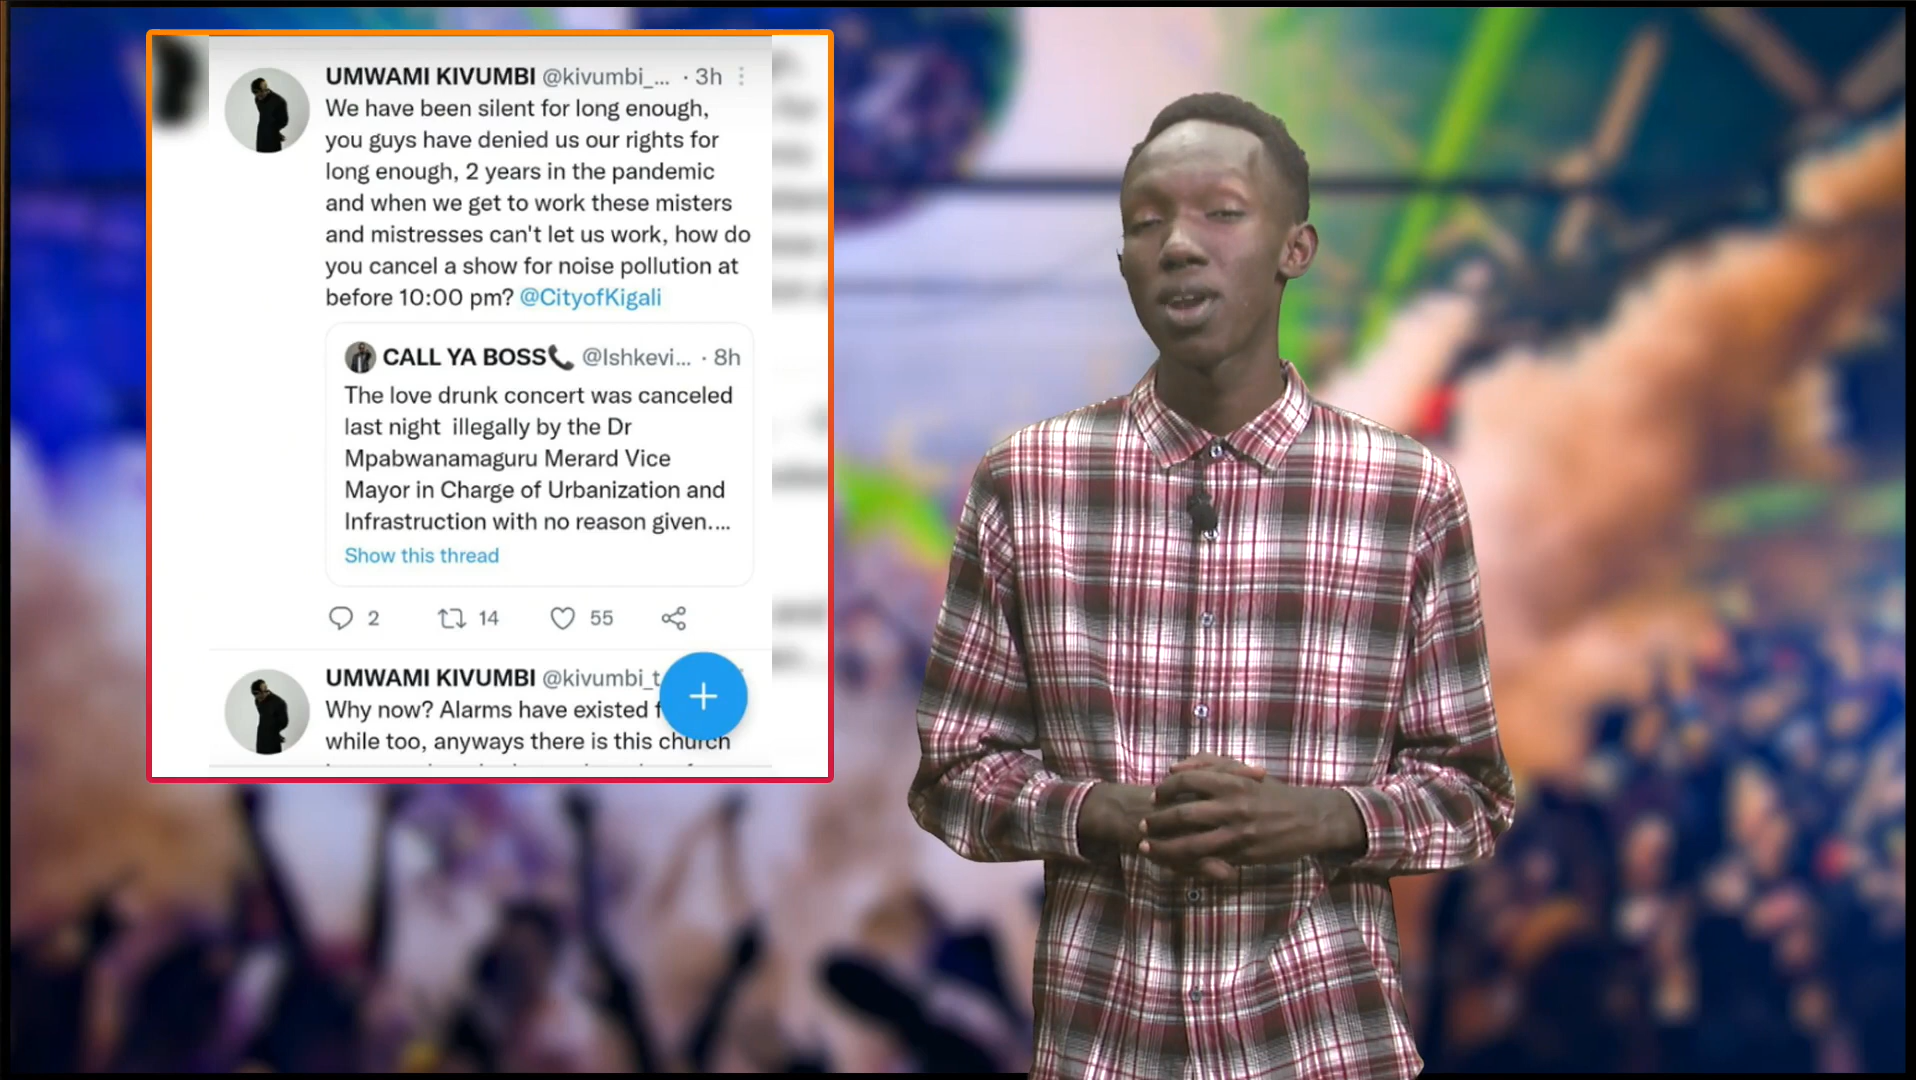 UMWAMI KIVUMBI @kivumbi_... · 3h
We have been silent for long enough,
you guys have denied us our rights for
long enough, 2 years in the pandemic
and when we get to work these misters
and mistresses can't let us work, how do
you cancel a show for noise pollution at
before 10:00 pm? @CityofKigali
CALL YA BOSS📞 @Ishkevi... · 8h
The love drunk concert was canceled
last night illegally by the Dr
Mpabwanamaguru Merard Vice
Mayor in Charge of Urbanization and
Infrastruction with no reason given....
Show this thread
2 14 55
UMWAMI KIVUMBI @kivumbi_t
Why now? Alarms have existed f
while too, anyways there is this church